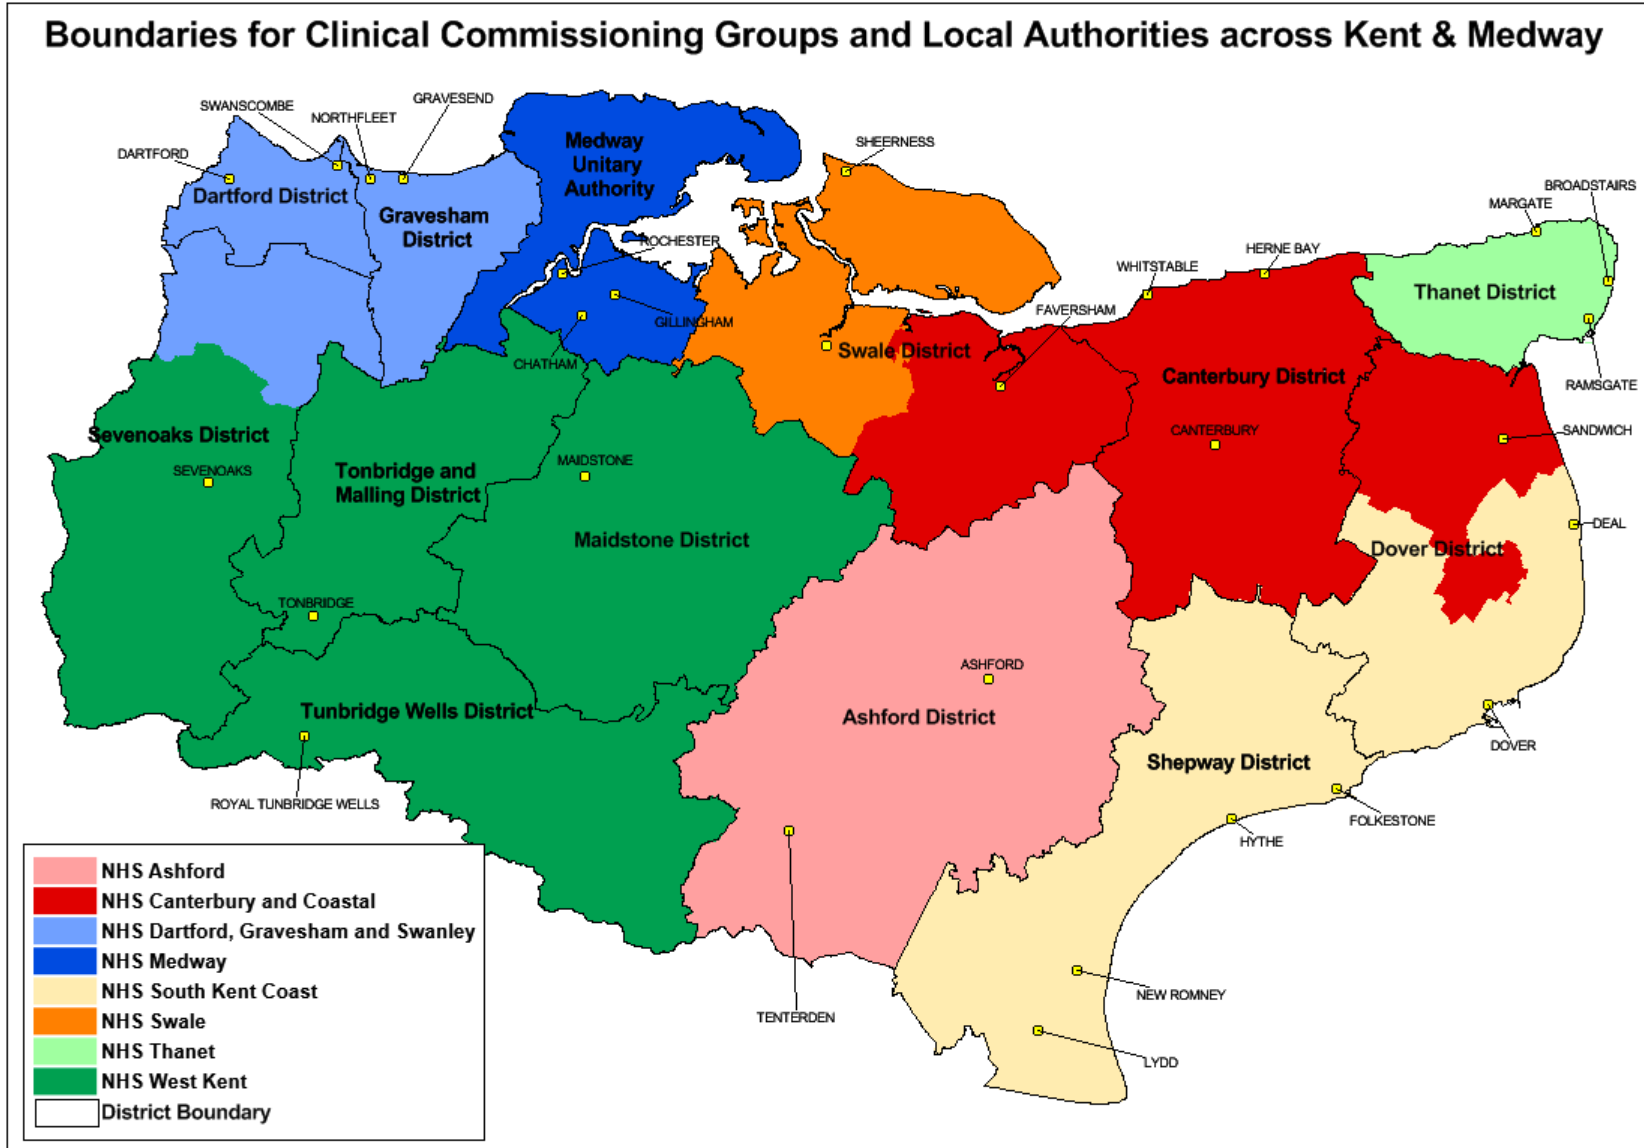 Boundaries for Clinical Commissioning Groups and Local Authorities across Kent & Medway
SWANSCOMBE
GRAVESEND
NORTHFLEET
DARTFORD
Dartford District
Gravesham
District
Medway
Unitary
Authority
SHEERNESS
ROCHESTER
GILLINGHAM
CHATHAM
BROADSTAIRS
MARGATE
HERNE BAY
WHITSTABLE
FAVERSHAM
Thanet District
Swale District
Canterbury District
RAMSGATE
SANDWICH
CANTERBURY
Sevenoaks District
SEVENOAKS
Tonbridge and
Malling District
MAIDSTONE
Maidstone District
DEAL
Dover District
TONBRIDGE
ASHFORD
Ashford District
Tunbridge Wells District
DOVER
Shepway District
ROYAL TUNBRIDGE WELLS
FOLKESTONE
HYTHE
NEW ROMNEY
TENTERDEN
LYDD
NHS Ashford
NHS Canterbury and Coastal
NHS Dartford, Gravesham and Swanley
NHS Medway
NHS South Kent Coast
NHS Swale
NHS Thanet
NHS West Kent
District Boundary